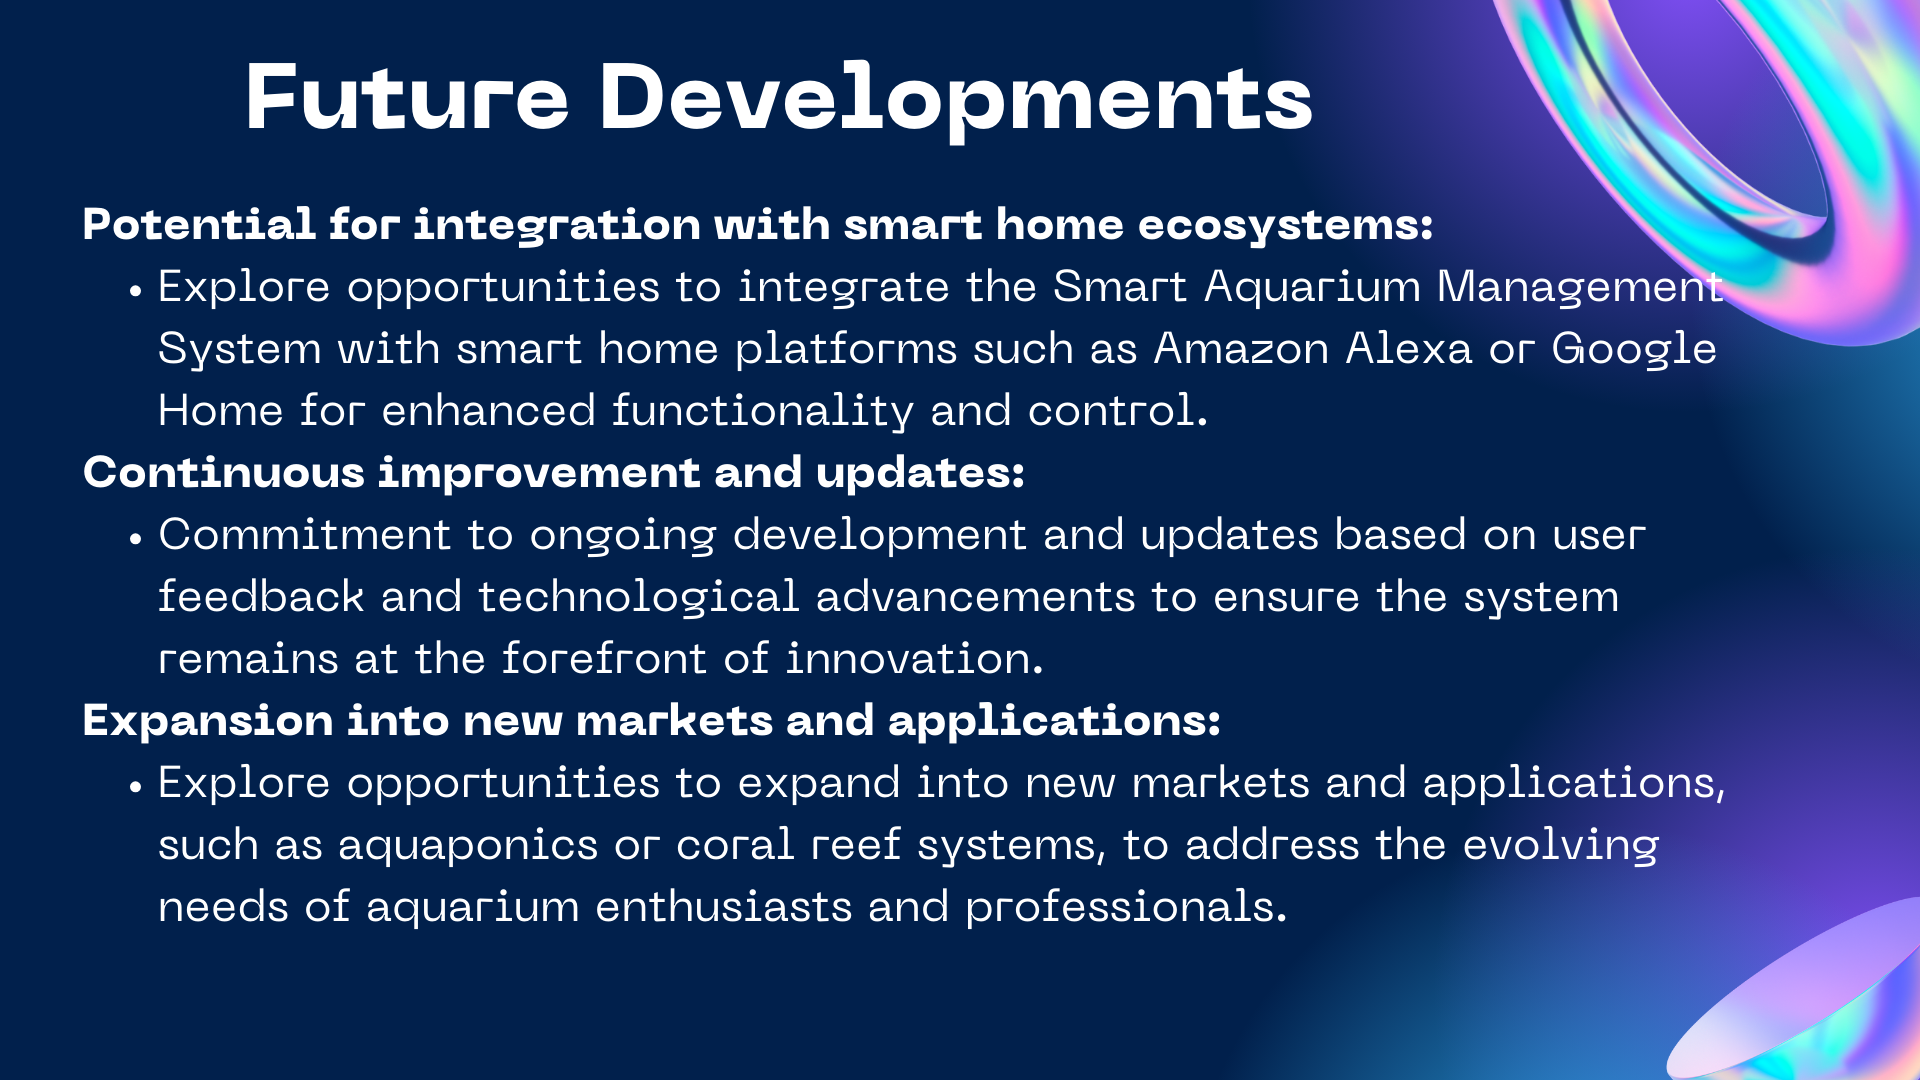 Future Developments
Potential for integration with smart home ecosystems:
• Explore opportunities to integrate the Smart Aquarium Management
System with smart home platforms such as Amazon Alexa or Google
Home for enhanced functionality and control.
Continuous improvement and updates:
• Commitment to ongoing development and updates based on user
feedback and technological advancements to ensure the system
remains at the forefront of innovation.
Expansion into new markets and applications:
• Explore opportunities to expand into new markets and applications,
such as aquaponics or coral reef systems, to address the evolving
needs of aquarium enthusiasts and professionals.